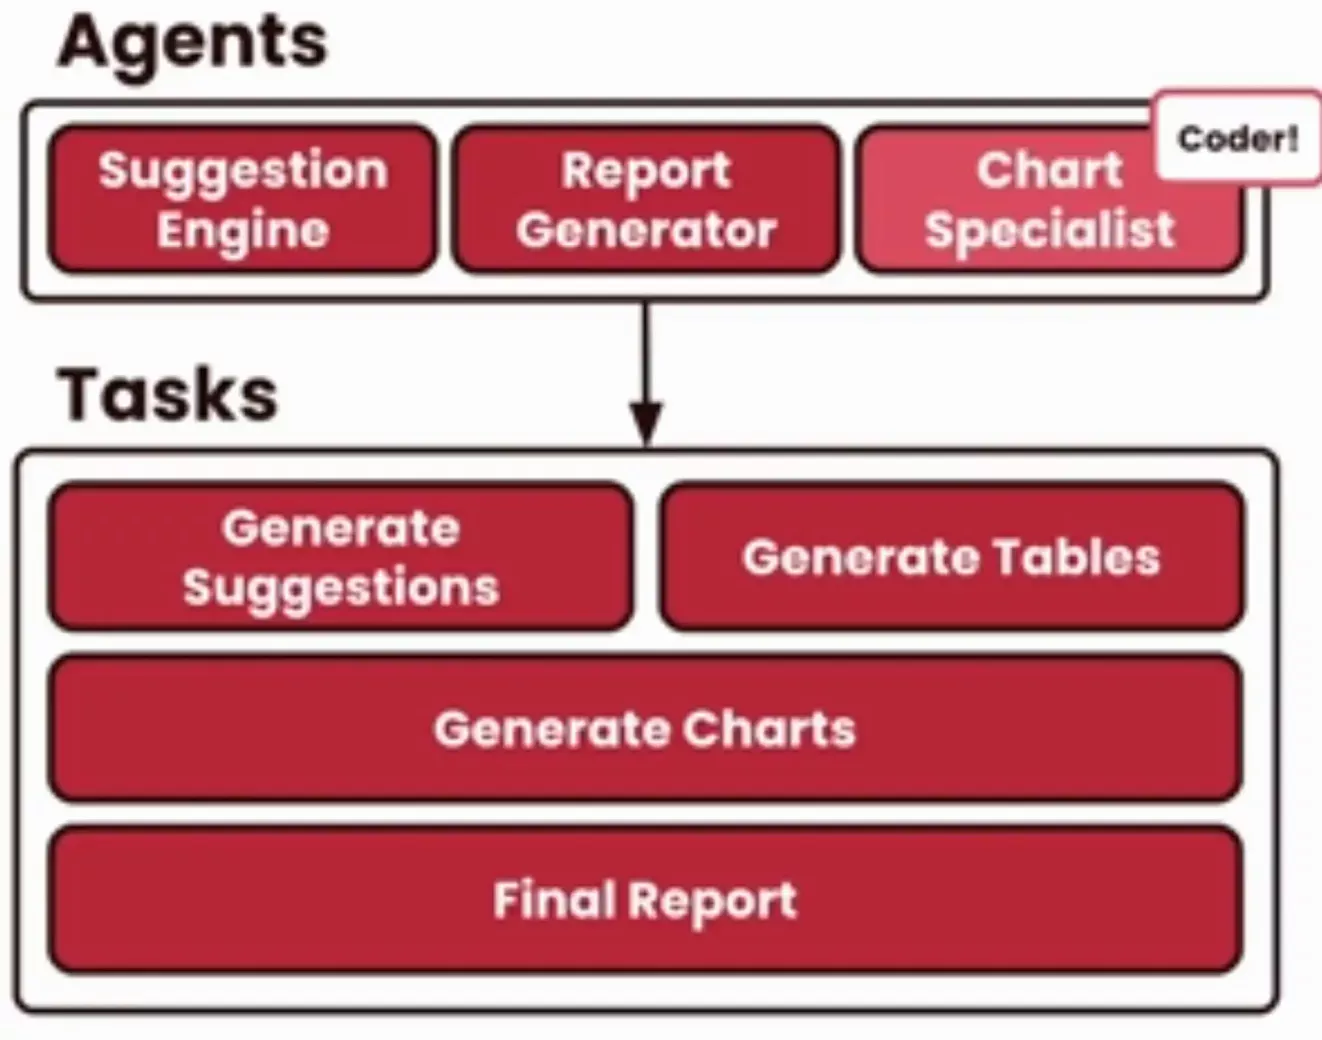 Agents
Coder!
Suggestion
Engine
Report
Generator
Chart
Specialist
Tasks
Generate
Suggestions
Generate Tables
Generate Charts
Final Report